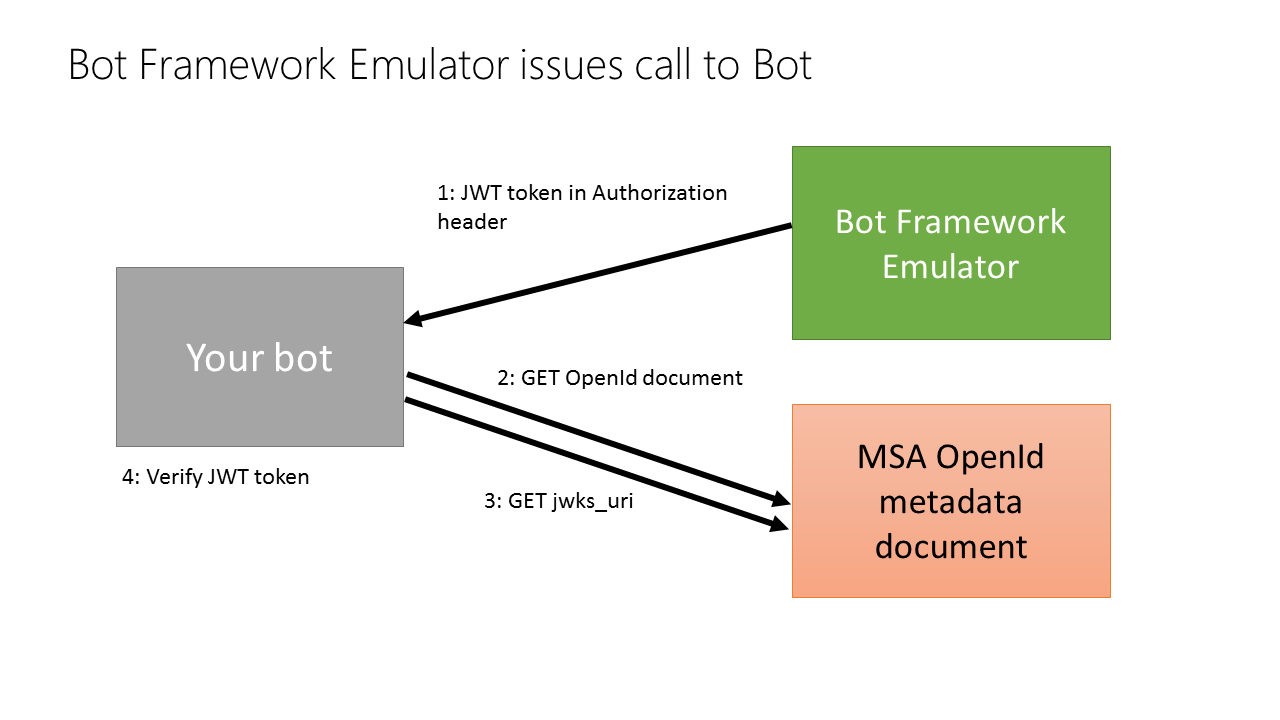 Bot Framework Emulator issues call to Bot
1: JWT token in Authorization
header
Bot Framework
Emulator
Your bot
2: GET OpenId document
MSA OpenId
metadata
document
4: Verify JWT token
3: GET jwks_uri